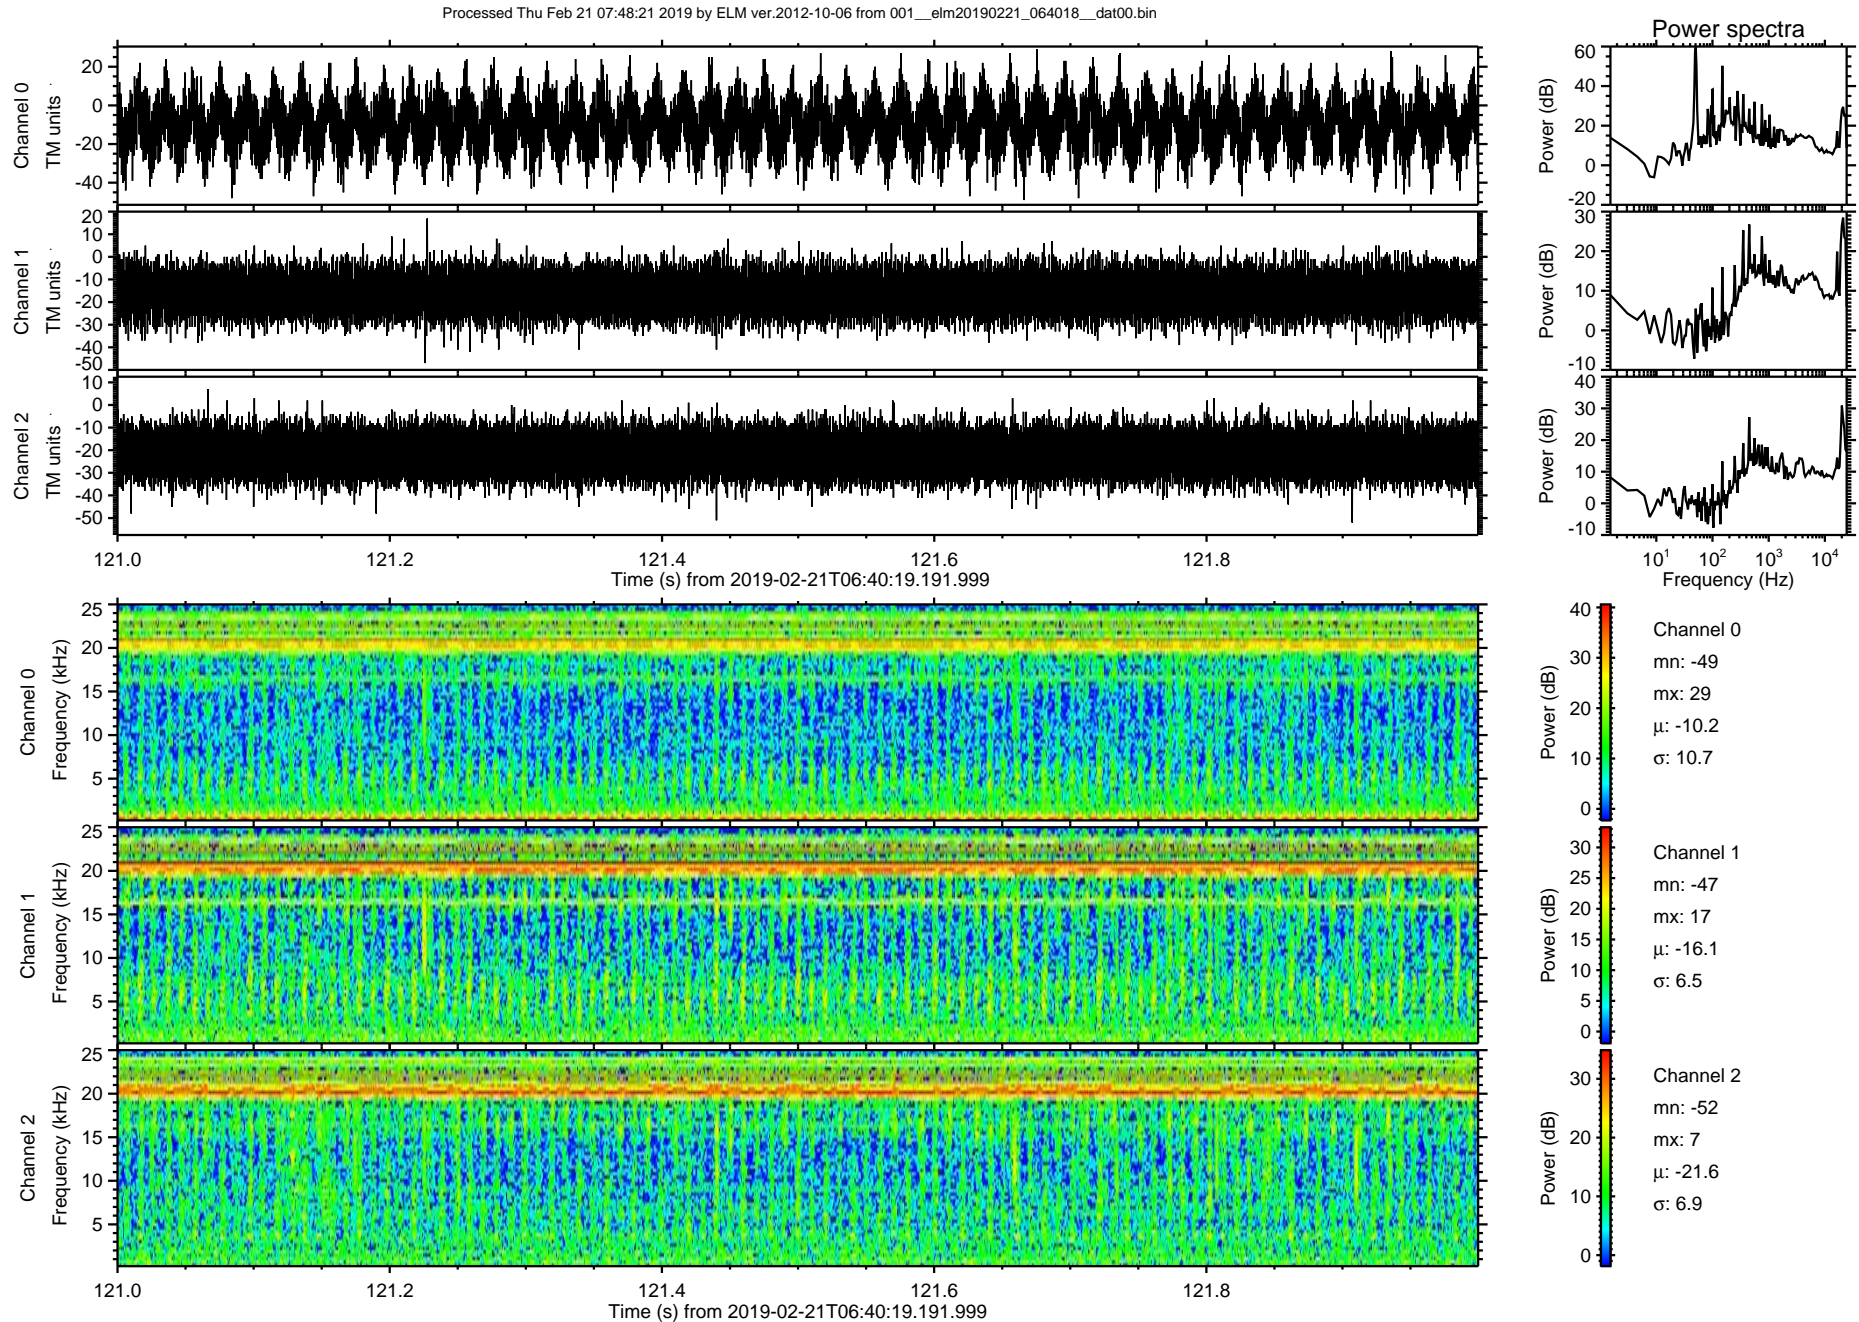 Processed Thu Feb 21 07:48:21 2019 by ELM ver.2012-10-06 from 001__elm20190221_064018__dat00.bin
Power spectra
Channel 0
TM units
20
0
-20
-40
Power (dB)
60
40
20
0
-20
Channel 1
TM units
20
10
0
-10
-20
-30
-40
-50
Power (dB)
30
20
10
0
-10
Channel 2
TM units
10
0
-10
-20
-30
-40
-50
Power (dB)
40
30
20
10
0
-10
121.0 121.2 121.4 121.6 121.8
Time (s) from 2019-02-21T06:40:19.191.999
10¹ 10² 10³ 10⁴
Frequency (Hz)
Channel 0
Frequency (kHz)
25
20
15
10
5
Power (dB)
40
30
20
10
0
Channel 0
mn: -49
mx: 29
μ: -10.2
σ: 10.7
Channel 1
Frequency (kHz)
25
20
15
10
5
Power (dB)
30
25
20
15
10
5
0
Channel 1
mn: -47
mx: 17
μ: -16.1
σ: 6.5
Channel 2
Frequency (kHz)
25
20
15
10
5
Power (dB)
30
20
10
0
Channel 2
mn: -52
mx: 7
μ: -21.6
σ: 6.9
121.0 121.2 121.4 121.6 121.8
Time (s) from 2019-02-21T06:40:19.191.999